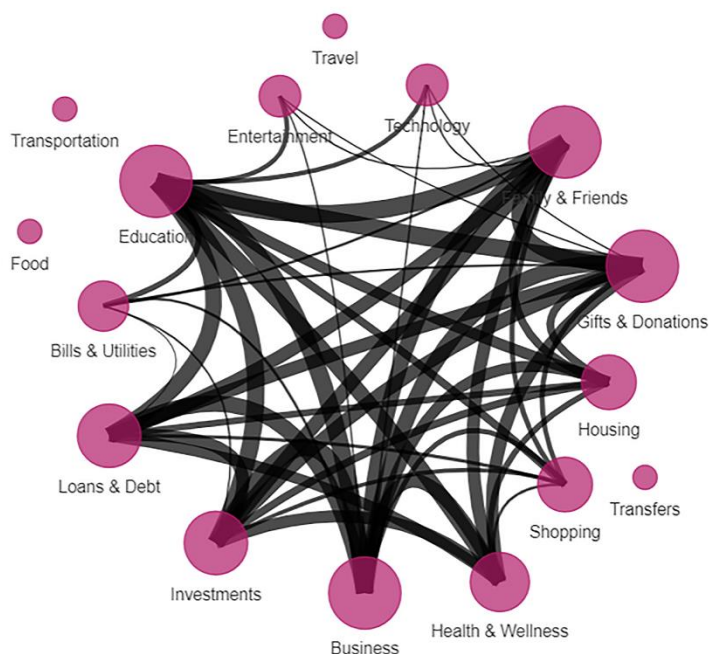 Travel
Entertainment
Technology
Transportation
Family & Friends
Education
Food
Gifts & Donations
Bills & Utilities
Housing
Loans & Debt
Shopping
Transfers
Investments
Health & Wellness
Business